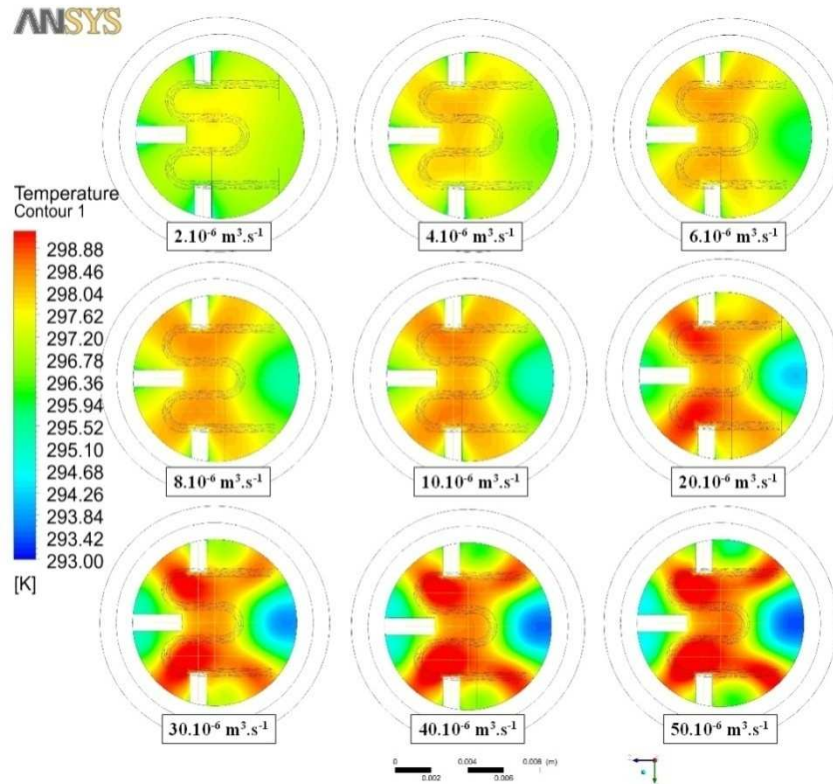 ANSYS
2.10⁻⁶ m³.s⁻¹
4.10⁻⁶ m³.s⁻¹
6.10⁻⁶ m³.s⁻¹
Temperature
Contour 1
298.88
298.46
298.04
297.62
297.20
296.78
296.36
295.94
295.52
295.10
294.68
294.26
293.84
293.42
293.00
[K]
8.10⁻⁶ m³.s⁻¹
10.10⁻⁶ m³.s⁻¹
20.10⁻⁶ m³.s⁻¹
30.10⁻⁶ m³.s⁻¹
40.10⁻⁶ m³.s⁻¹
50.10⁻⁶ m³.s⁻¹
0 0.004 0.008 (m)
0.002 0.006